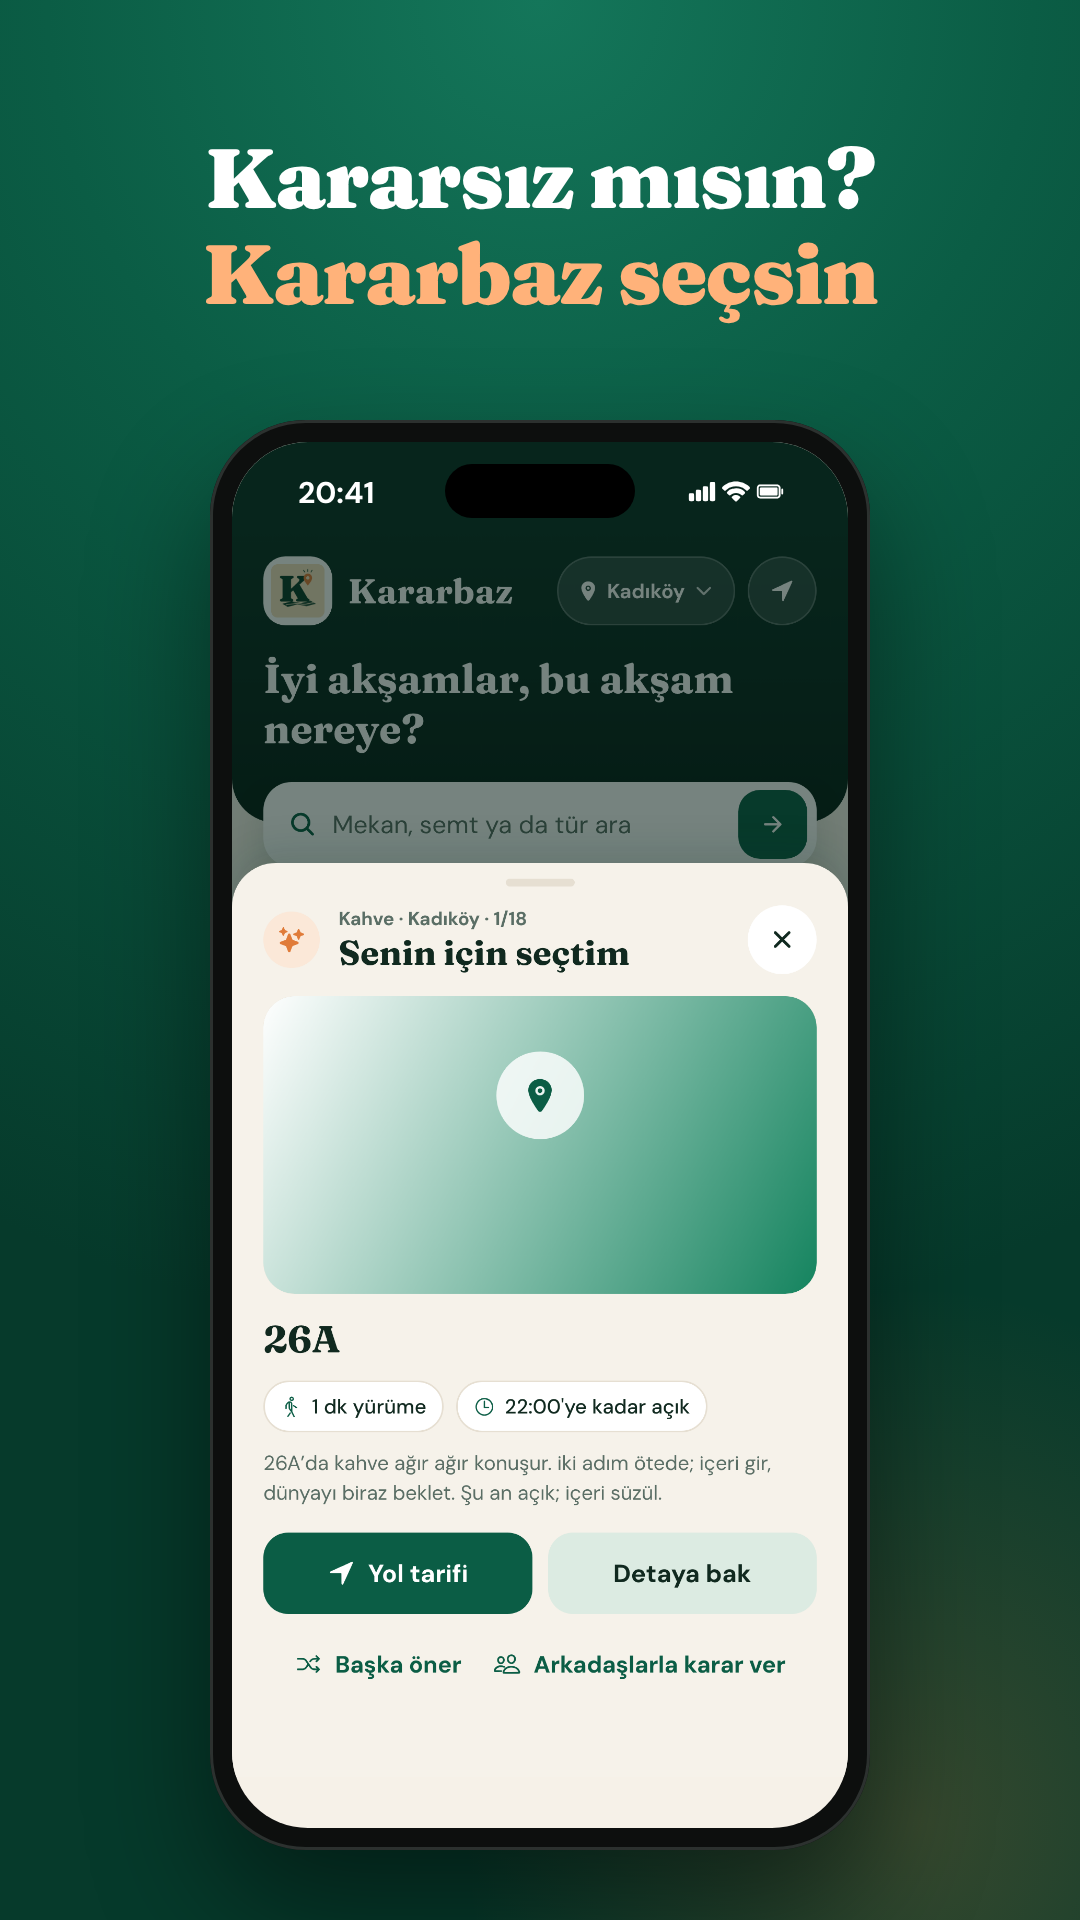 Kararsız mısın?
Kararbaz seçsin
20:41
K
Kararbaz
Kadıköy
İyi akşamlar, bu akşam
nereye?
Mekan, semt ya da tür ara
Kahve · Kadıköy · 1/18
Senin için seçtim
26A
1 dk yürüme
22:00'ye kadar açık
26A’da kahve ağır ağır konuşur. iki adım ötede; içeri gir,
dünyayı biraz beklet. Şu an açık; içeri süzül.
Yol tarifi
Detaya bak
Başka öner
Arkadaşlarla karar ver